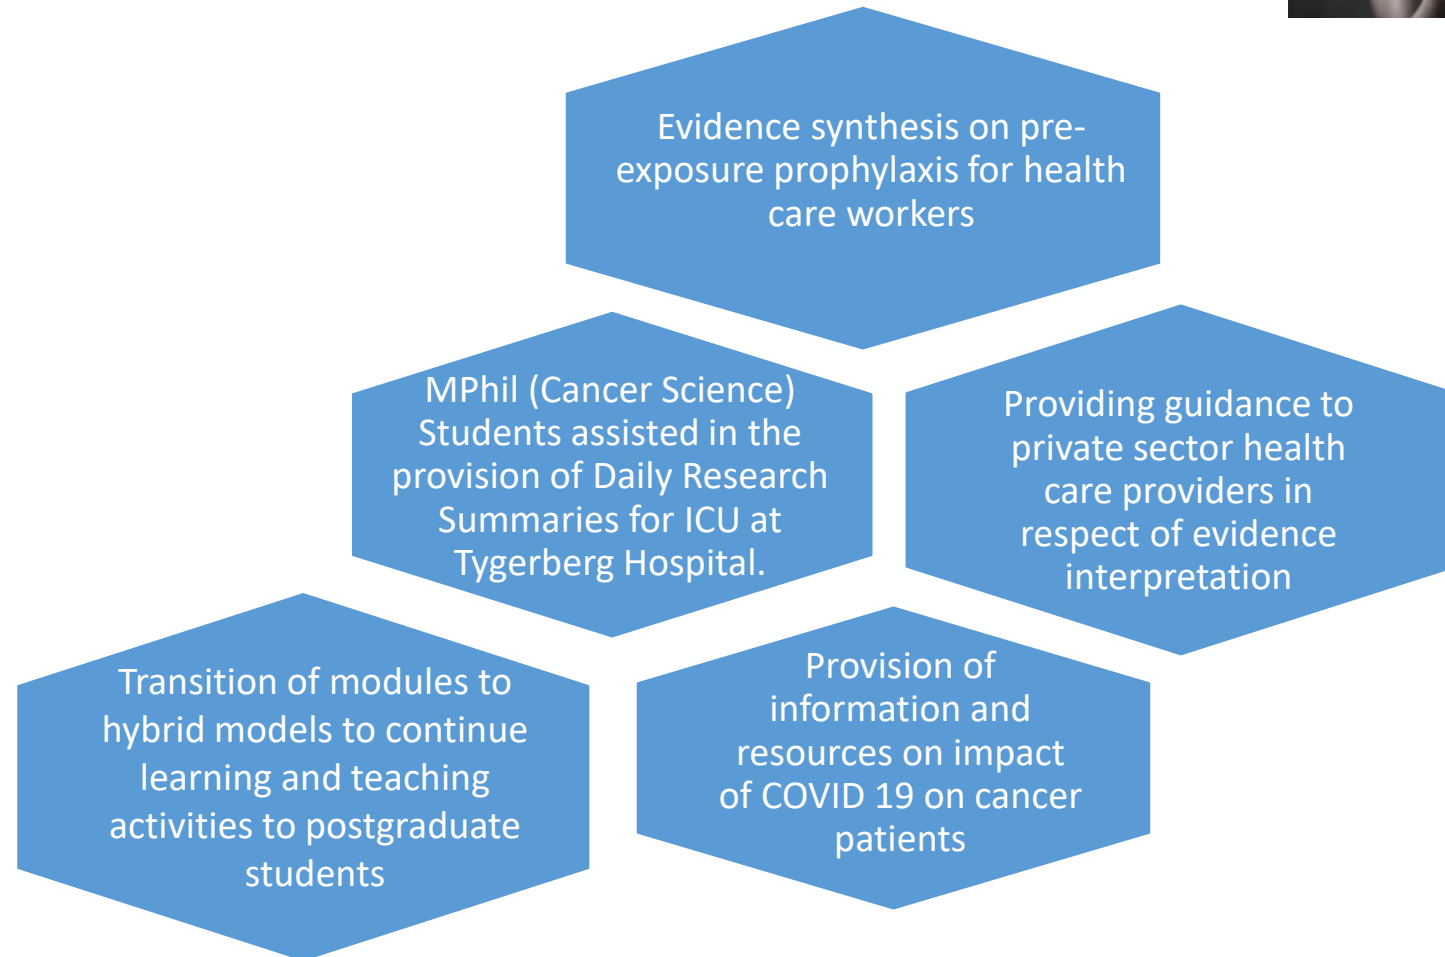 Evidence synthesis on pre-
exposure prophylaxis for health
care workers
MPhil (Cancer Science)
Students assisted in the
provision of Daily Research
Summaries for ICU at
Tygerberg Hospital.
Providing guidance to
private sector health
care providers in
respect of evidence
interpretation
Transition of modules to
hybrid models to continue
learning and teaching
activities to postgraduate
students
Provision of
information and
resources on impact
of COVID 19 on cancer
patients